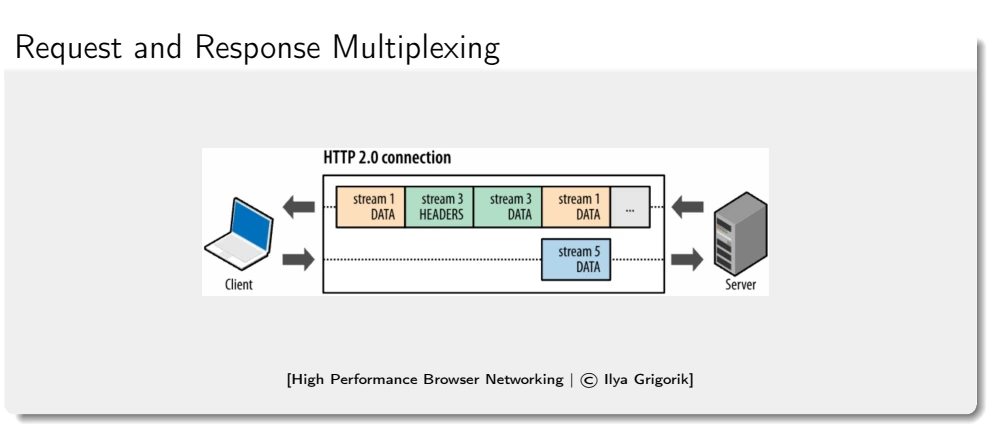 Request and Response Multiplexing
HTTP 2.0 connection
stream 1
DATA
stream 3
HEADERS
stream 3
DATA
stream 1
DATA
...
stream 5
DATA
Client
Server
[High Performance Browser Networking | © Ilya Grigorik]